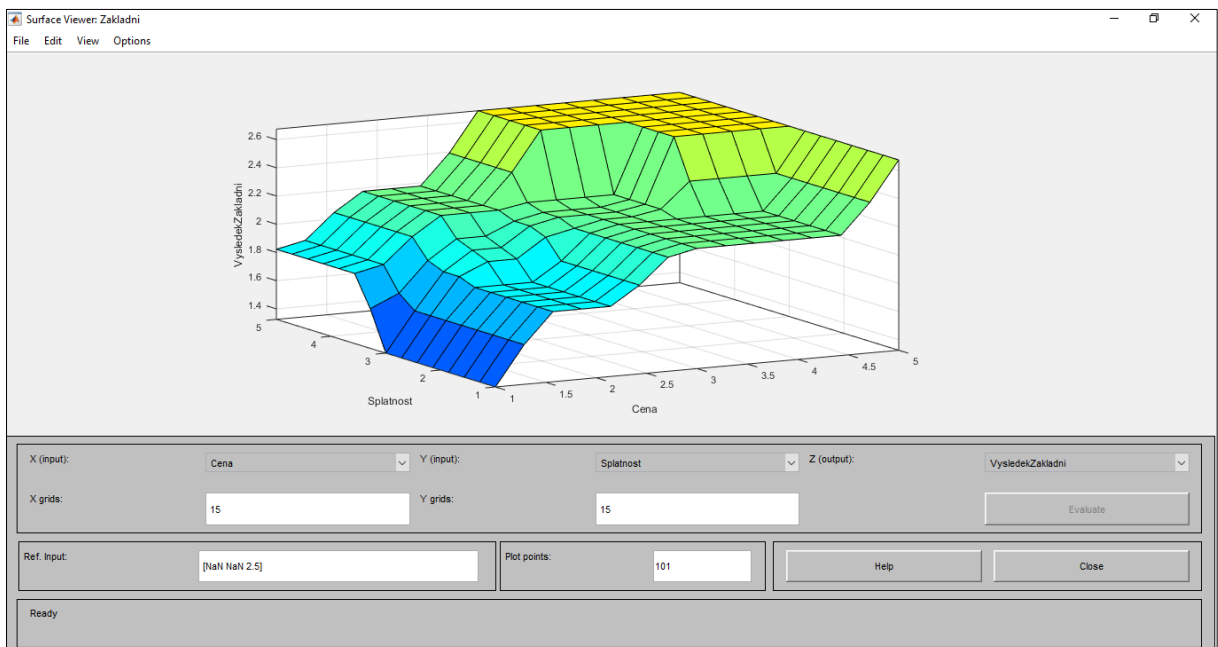 Surface Viewer: Zakladni
File Edit View Options
2.6
2.4
2.2
2
1.8
1.6
1.4
VysledekZakladni
5
4
3
2
1
Splatnost
1
1.5
2
2.5
3
3.5
4
4.5
5
Cena
X (input): Cena Y (input): Splatnost Z (output): VysledekZakladni
X grids: 15 Y grids: 15 Evaluate
Ref. Input: [NaN NaN 2.5] Plot points: 101 Help Close
Ready